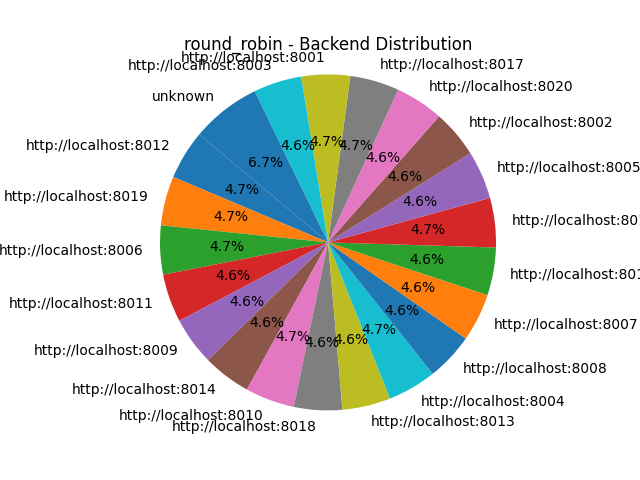 round_robin - Backend Distribution
http://localhost:8001
http://localhost:8017
http://localhost:8003
http://localhost:8020
unknown
http://localhost:8002
http://localhost:8012
http://localhost:8005
http://localhost:8019
http://localhost:8006
http://localhost:8011
http://localhost:8007
http://localhost:8009
http://localhost:8008
http://localhost:8014
http://localhost:8004
http://localhost:8010
http://localhost:8013
http://localhost:8018
4.7%
4.7%
4.6%
4.6%
6.7%
4.6%
4.7%
4.6%
4.7%
4.7%
4.7%
4.6%
4.6%
4.6%
4.6%
4.6%
4.6%
4.7%
4.7%
4.6%
4.6%